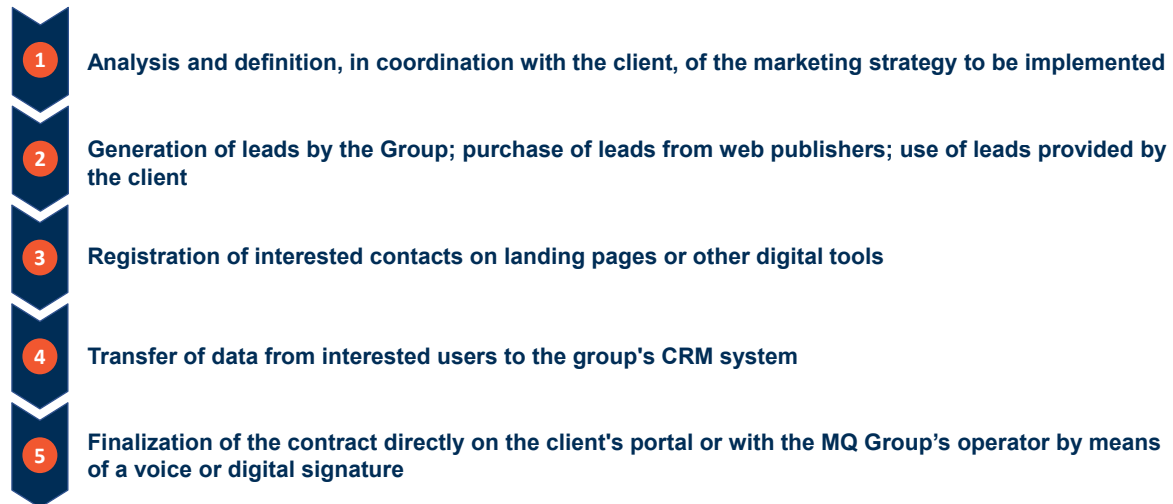 1
Analysis and definition, in coordination with the client, of the marketing strategy to be implemented
2
Generation of leads by the Group; purchase of leads from web publishers; use of leads provided by
the client
3
Registration of interested contacts on landing pages or other digital tools
4
Transfer of data from interested users to the group's CRM system
5
Finalization of the contract directly on the client's portal or with the MQ Group’s operator by means
of a voice or digital signature